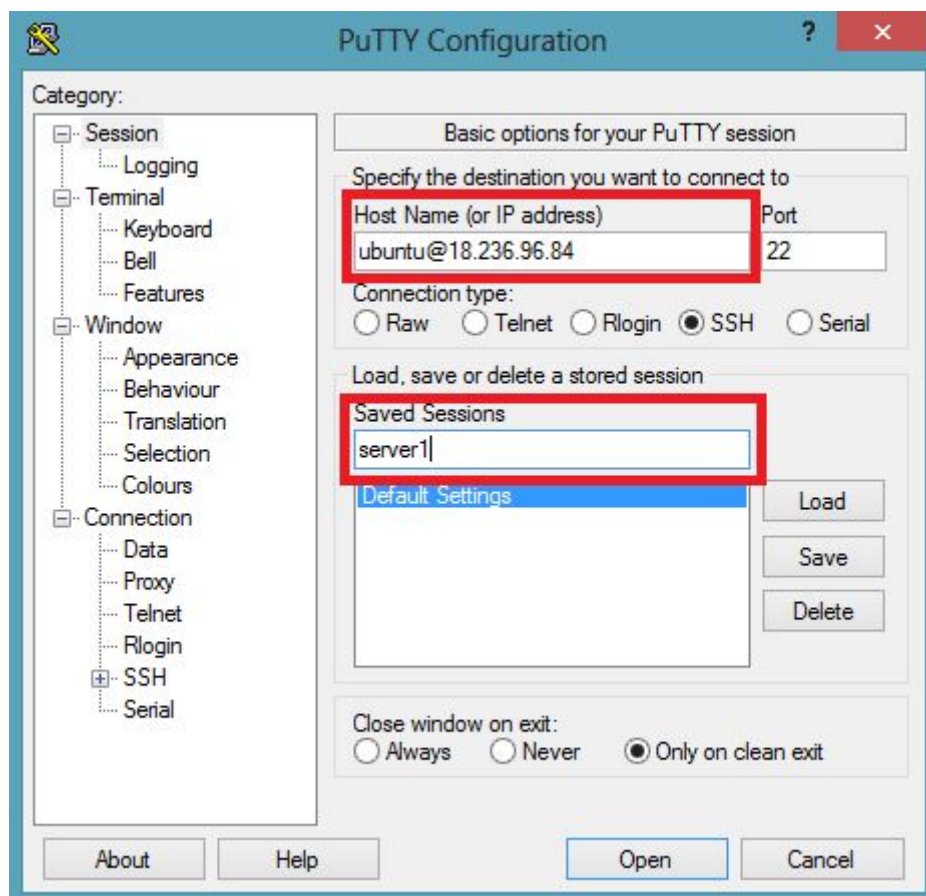 PuTTY Configuration
?
×
Category:
Session
Logging
Terminal
Keyboard
Bell
Features
Window
Appearance
Behaviour
Translation
Selection
Colours
Connection
Data
Proxy
Telnet
Rlogin
SSH
Serial
Basic options for your PuTTY session
Specify the destination you want to connect to
Host Name (or IP address) Port
ubuntu@18.236.96.84 22
Connection type:
Raw Telnet Rlogin SSH Serial
Load, save or delete a stored session
Saved Sessions
server1
Default Settings
Load
Save
Delete
Close window on exit:
Always Never Only on clean exit
About Help Open Cancel